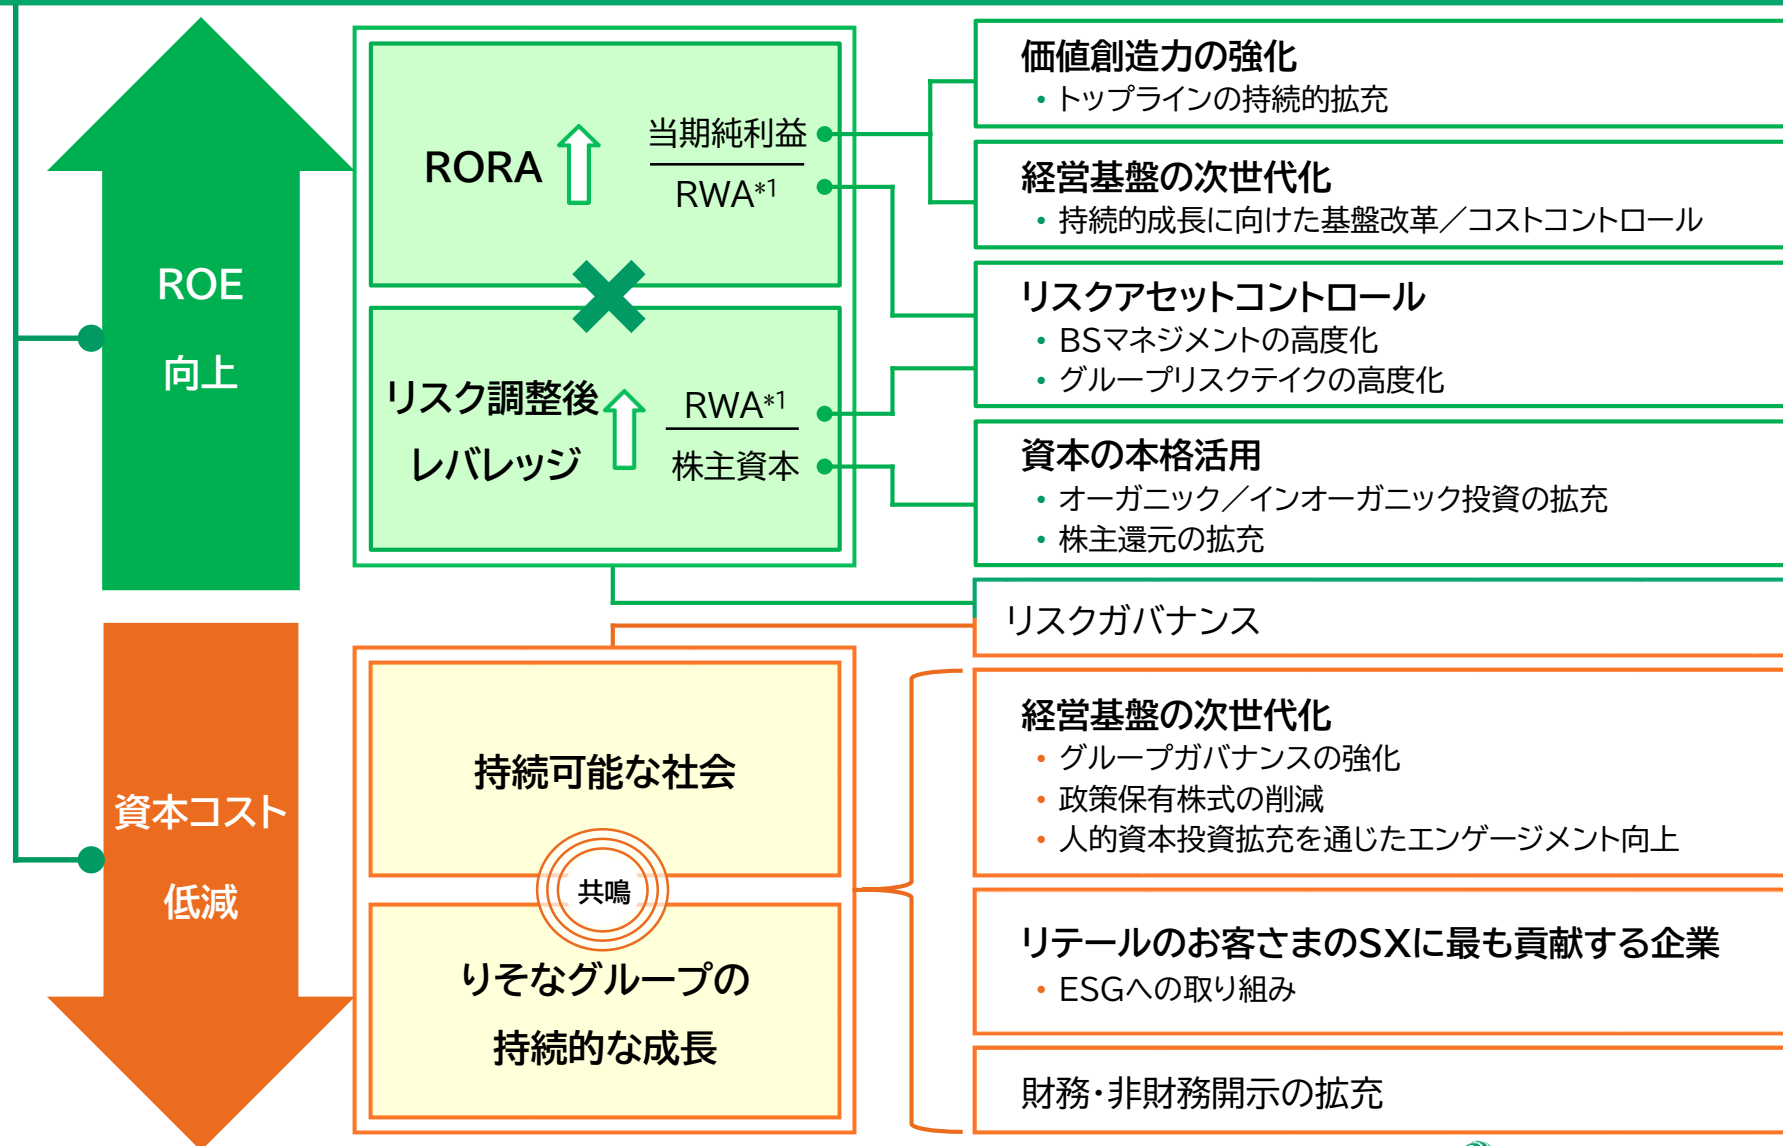 ROE
向上
RORA
当期純利益
RWA*1
リスク調整後
レバレッジ
RWA*1
株主資本
価値創造力の強化
• トップラインの持続的拡充
経営基盤の次世代化
• 持続的成長に向けた基盤改革／コストコントロール
リスクアセットコントロール
• BSマネジメントの高度化
• グループリスクテイクの高度化
資本の本格活用
• オーガニック／インオーガニック投資の拡充
• 株主還元の拡充
リスクガバナンス
資本コスト
低減
持続可能な社会
共鳴
りそなグループの
持続的な成長
経営基盤の次世代化
• グループガバナンスの強化
• 政策保有株式の削減
• 人的資本投資拡充を通じたエンゲージメント向上
リテールのお客さまのSXに最も貢献する企業
• ESGへの取り組み
財務･非財務開示の拡充